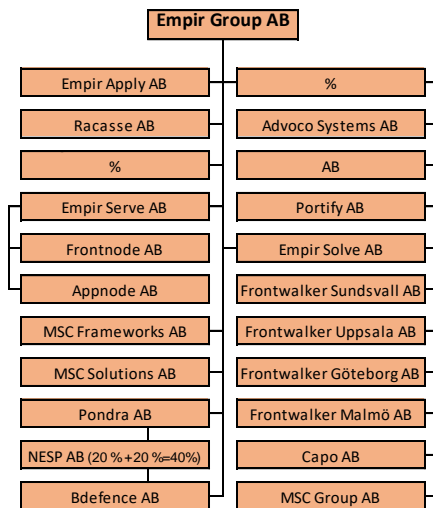 Empir Group AB
Empir Apply AB
%
Racasse AB
Advoco Systems AB
%
AB
Empir Serve AB
Portify AB
Frontnode AB
Empir Solve AB
Appnode AB
Frontwalker Sundsvall AB
MSC Frameworks AB
Frontwalker Uppsala AB
MSC Solutions AB
Frontwalker Göteborg AB
Pondra AB
Frontwalker Malmö AB
NESP AB (20 %+20 %=40%)
Capo AB
Bdefence AB
MSC Group AB